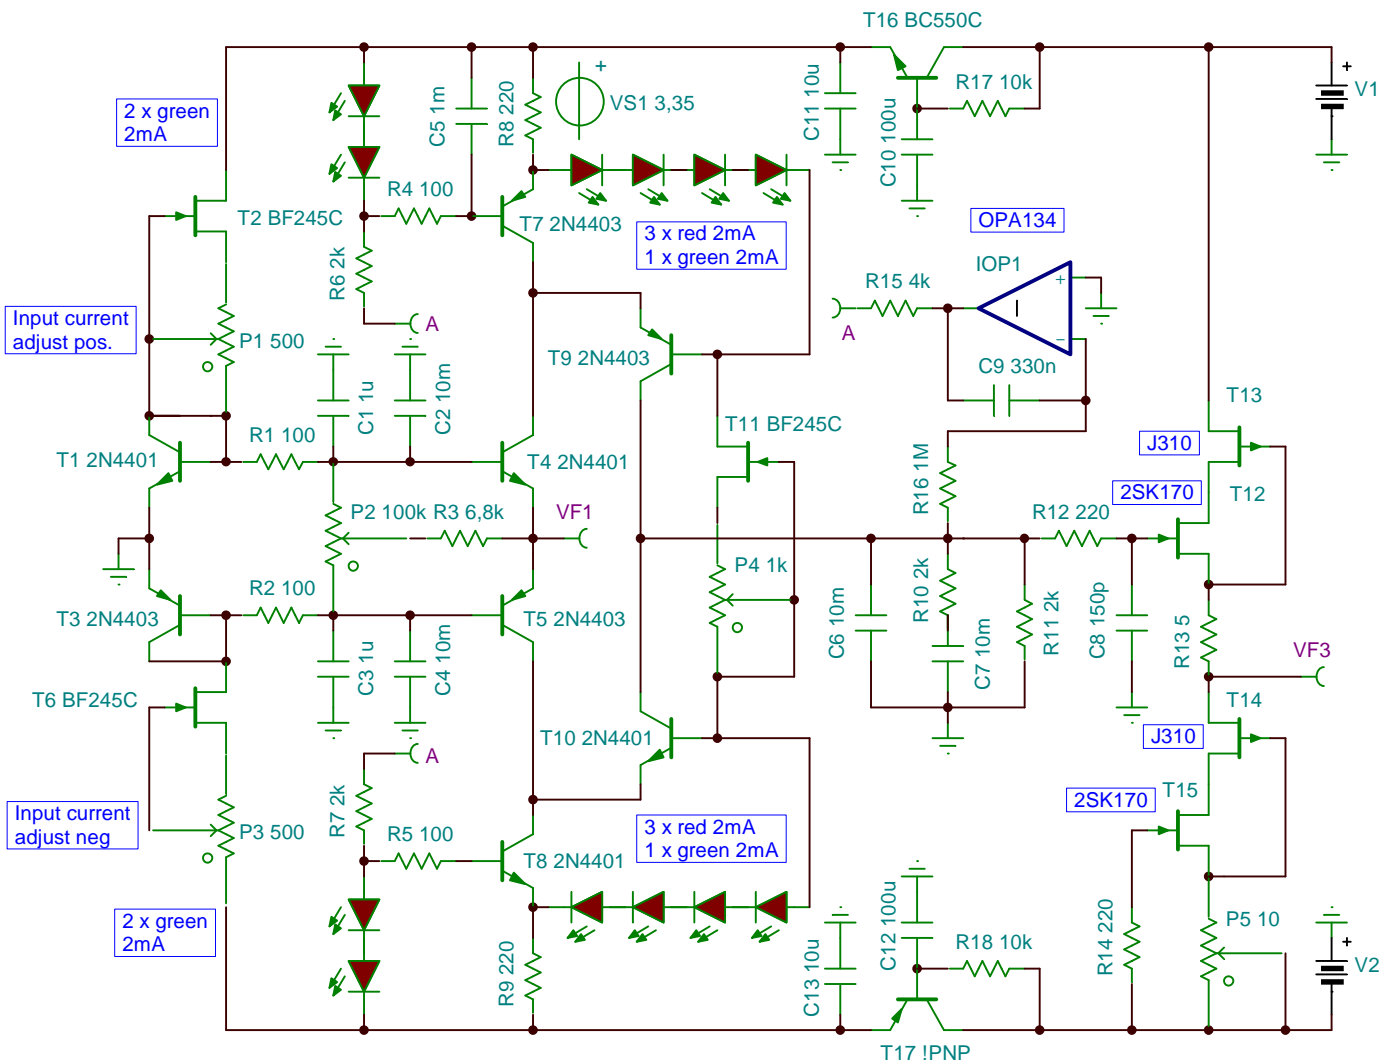 T16 BC550C
R17 10k
V1
C11 10u
C10 100u
VS1 3,35
R8 220
C5 1m
2 x green
2mA
R4 100
T2 BF245C
T7 2N4403
3 x red 2mA
1 x green 2mA
OPA134
IOP1
R15 4k
A
R6 2k
A
Input current
adjust pos.
P1 500
C1 1u
C2 10m
T9 2N4403
C9 330n
T13
T11 BF245C
J310
R1 100
T1 2N4401
T4 2N4401
R16 1M
2SK170
T12
P2 100k
R3 6,8k
VF1
R12 220
P4 1k
R2 100
T3 2N4403
T5 2N4403
C6 10m
R10 2k
C7 10m
R11 2k
C8 150p
R13 5
VF3
C3 1u
C4 10m
T6 BF245C
T14
T10 2N4401
J310
A
R7 2k
T15
2SK170
Input current
adjust neg
P3 500
R5 100
T8 2N4401
3 x red 2mA
1 x green 2mA
2 x green
2mA
R9 220
C13 10u
C12 100u
R18 10k
R14 220
P5 10
V2
T17 !PNP
+
+
+
+
−